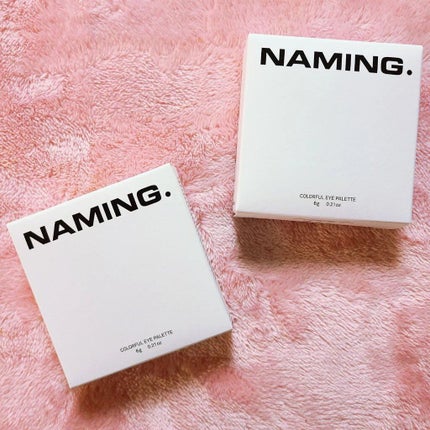 NAMING.
COLORFUL EYE PALETTE
6g 0.21oz
NAMING.
COLORFUL EYE PALETTE
6g 0.21oz